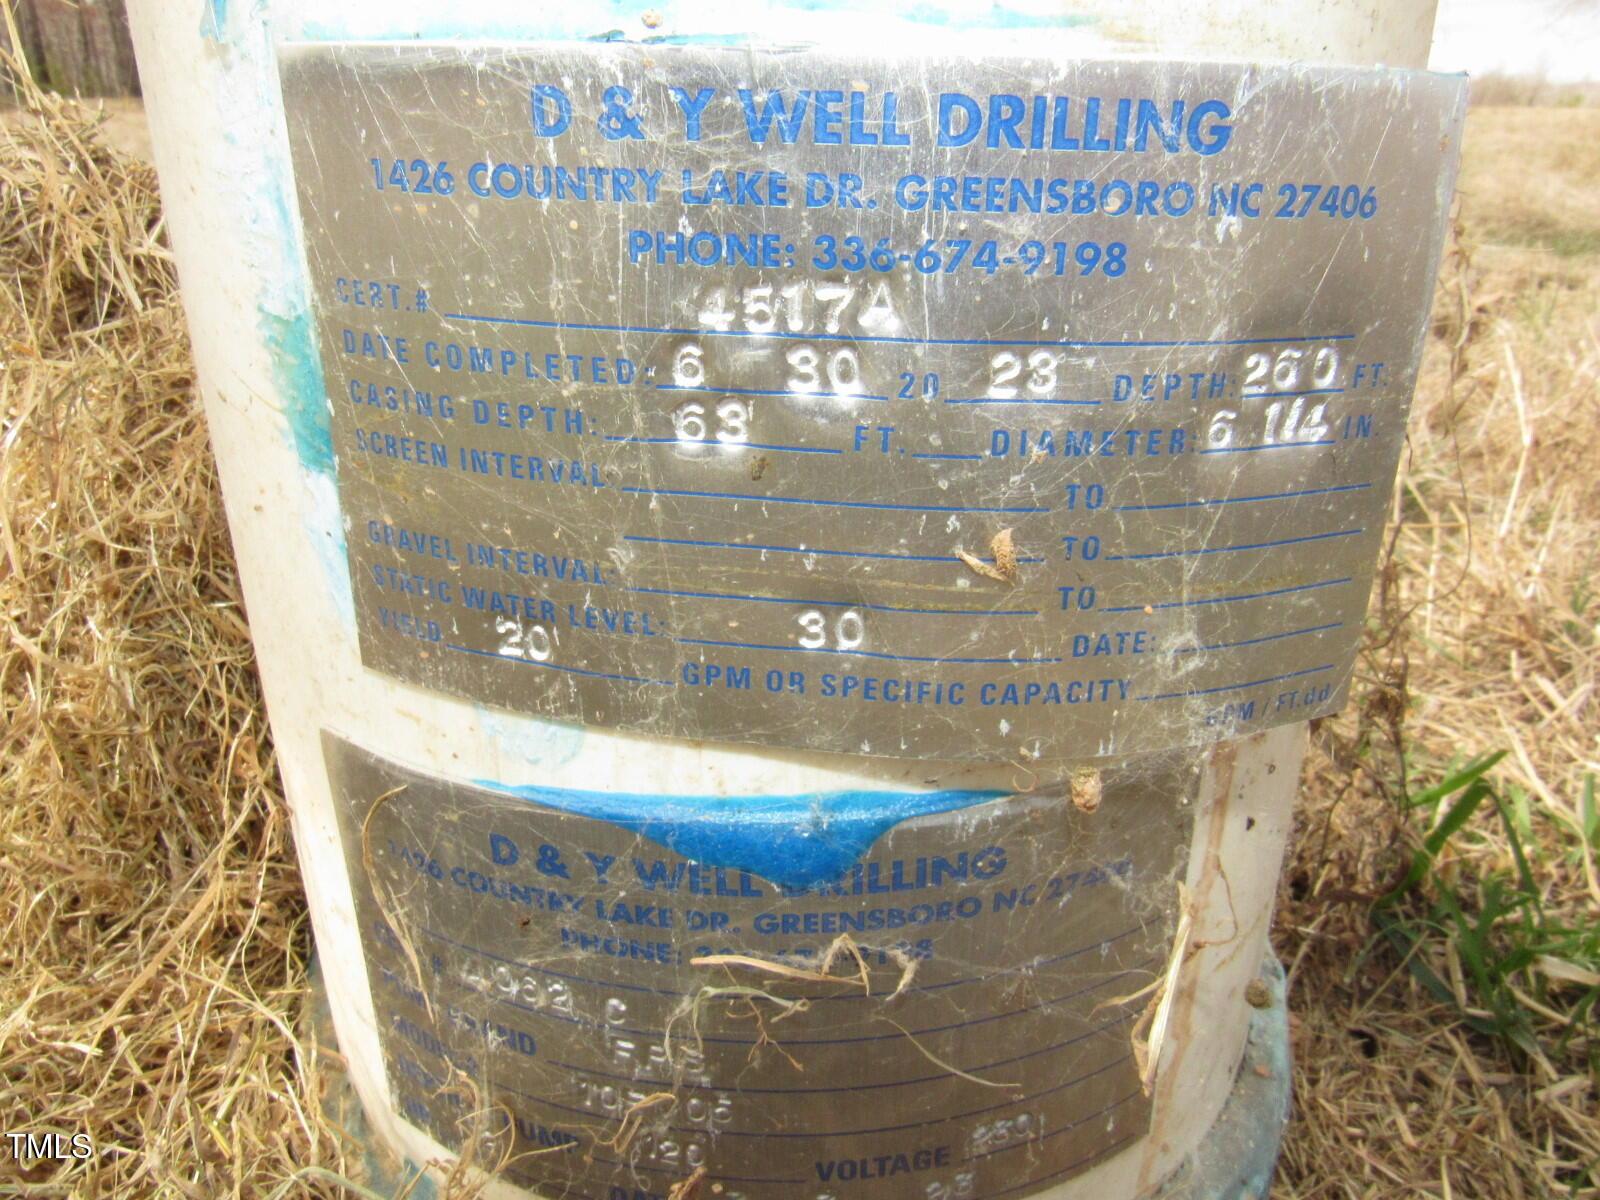 D & Y WELL DRILLING
1426 COUNTRY LAKE DR. GREENSBORO NC 27406
PHONE: 336-674-9198
CERT.# 4517A
DATE COMPLETED: 6 30 20 23 DEPTH: 260 FT.
CASING DEPTH: 63 FT. DIAMETER: 6 1/4 IN.
SCREEN INTERVAL: TO
TO
GRAVEL INTERVAL: TO
STATIC WATER LEVEL: 30 DATE:
YIELD 20 GPM OR SPECIFIC CAPACITY
GPM / FT.dd
D & Y WELL DRILLING
1426 COUNTRY LAKE DR. GREENSBORO NC
PHONE:
VOLTAGE 230
TMLS